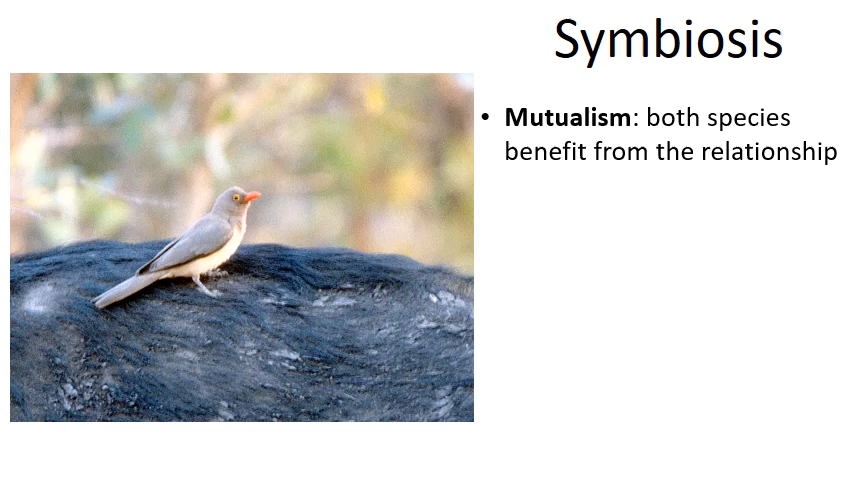 Symbiosis
• Mutualism: both species
benefit from the relationship